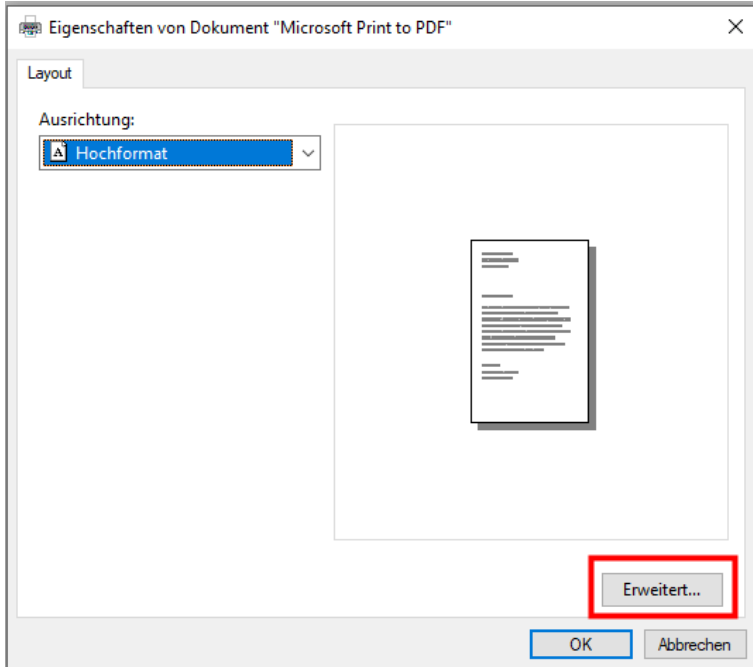 Eigenschaften von Dokument "Microsoft Print to PDF"
Layout
Ausrichtung:
A Hochformat
Erweitert...
OK Abbrechen